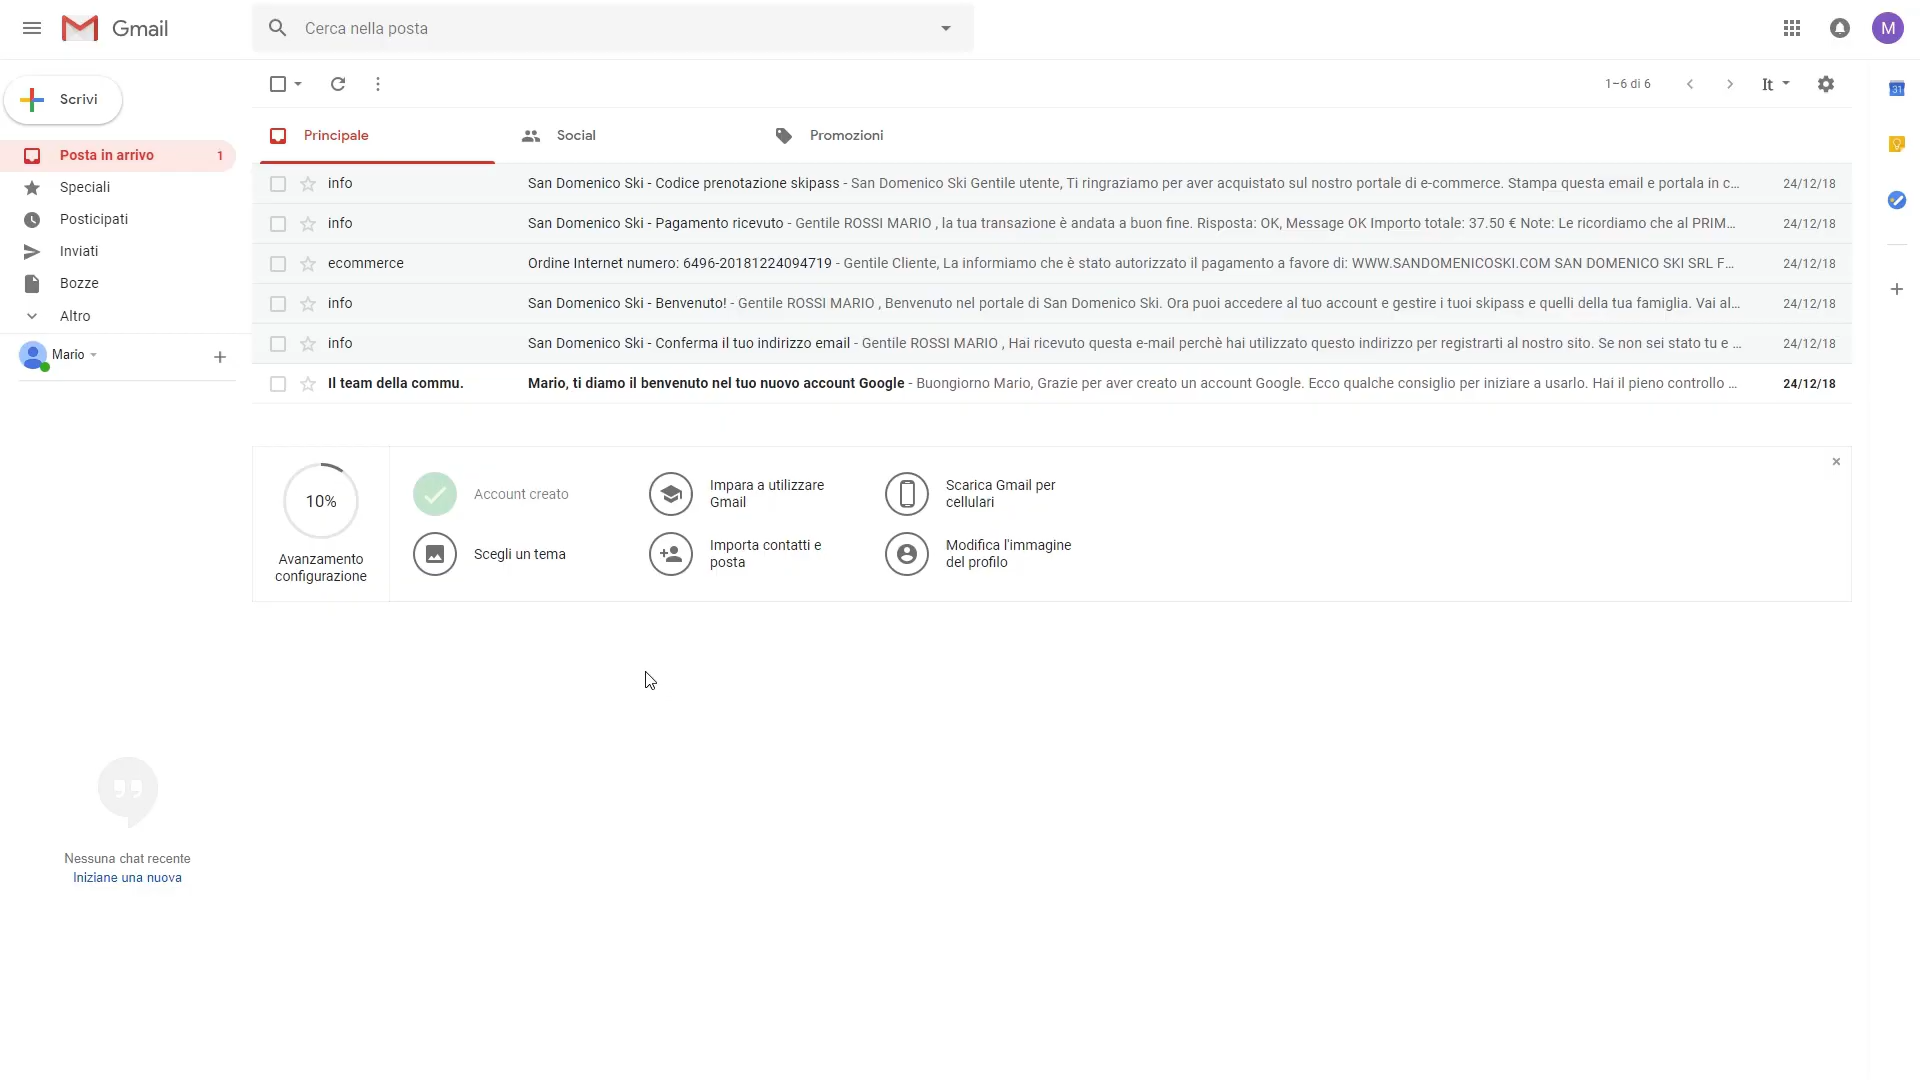 Gmail
Cerca nella posta
M
Scrivi
1–6 di 6
It
31
Principale
Social
Promozioni
Posta in arrivo 1
Speciali
Posticipati
Inviati
Bozze
Altro
Mario
info San Domenico Ski - Codice prenotazione skipass - San Domenico Ski Gentile utente, Ti ringraziamo per aver acquistato sul nostro portale di e-commerce. Stampa questa email e portala in c... 24/12/18
info San Domenico Ski - Pagamento ricevuto - Gentile ROSSI MARIO , la tua transazione è andata a buon fine. Risposta: OK, Message OK Importo totale: 37.50 € Note: Le ricordiamo che al PRIM... 24/12/18
ecommerce Ordine Internet numero: 6496-20181224094719 - Gentile Cliente, La informiamo che è stato autorizzato il pagamento a favore di: WWW.SANDOMENICOSKI.COM SAN DOMENICO SKI SRL F... 24/12/18
info San Domenico Ski - Benvenuto! - Gentile ROSSI MARIO , Benvenuto nel portale di San Domenico Ski. Ora puoi accedere al tuo account e gestire i tuoi skipass e quelli della tua famiglia. Vai al... 24/12/18
info San Domenico Ski - Conferma il tuo indirizzo email - Gentile ROSSI MARIO , Hai ricevuto questa e-mail perchè hai utilizzato questo indirizzo per registrarti al nostro sito. Se non sei stato tu e ... 24/12/18
Il team della commu. Mario, ti diamo il benvenuto nel tuo nuovo account Google - Buongiorno Mario, Grazie per aver creato un account Google. Ecco qualche consiglio per iniziare a usarlo. Hai il pieno controllo ... 24/12/18
10%
Avanzamento
configurazione
Account creato
Impara a utilizzare
Gmail
Scarica Gmail per
cellulari
Scegli un tema
Importa contatti e
posta
Modifica l'immagine
del profilo
Nessuna chat recente
Iniziane una nuova